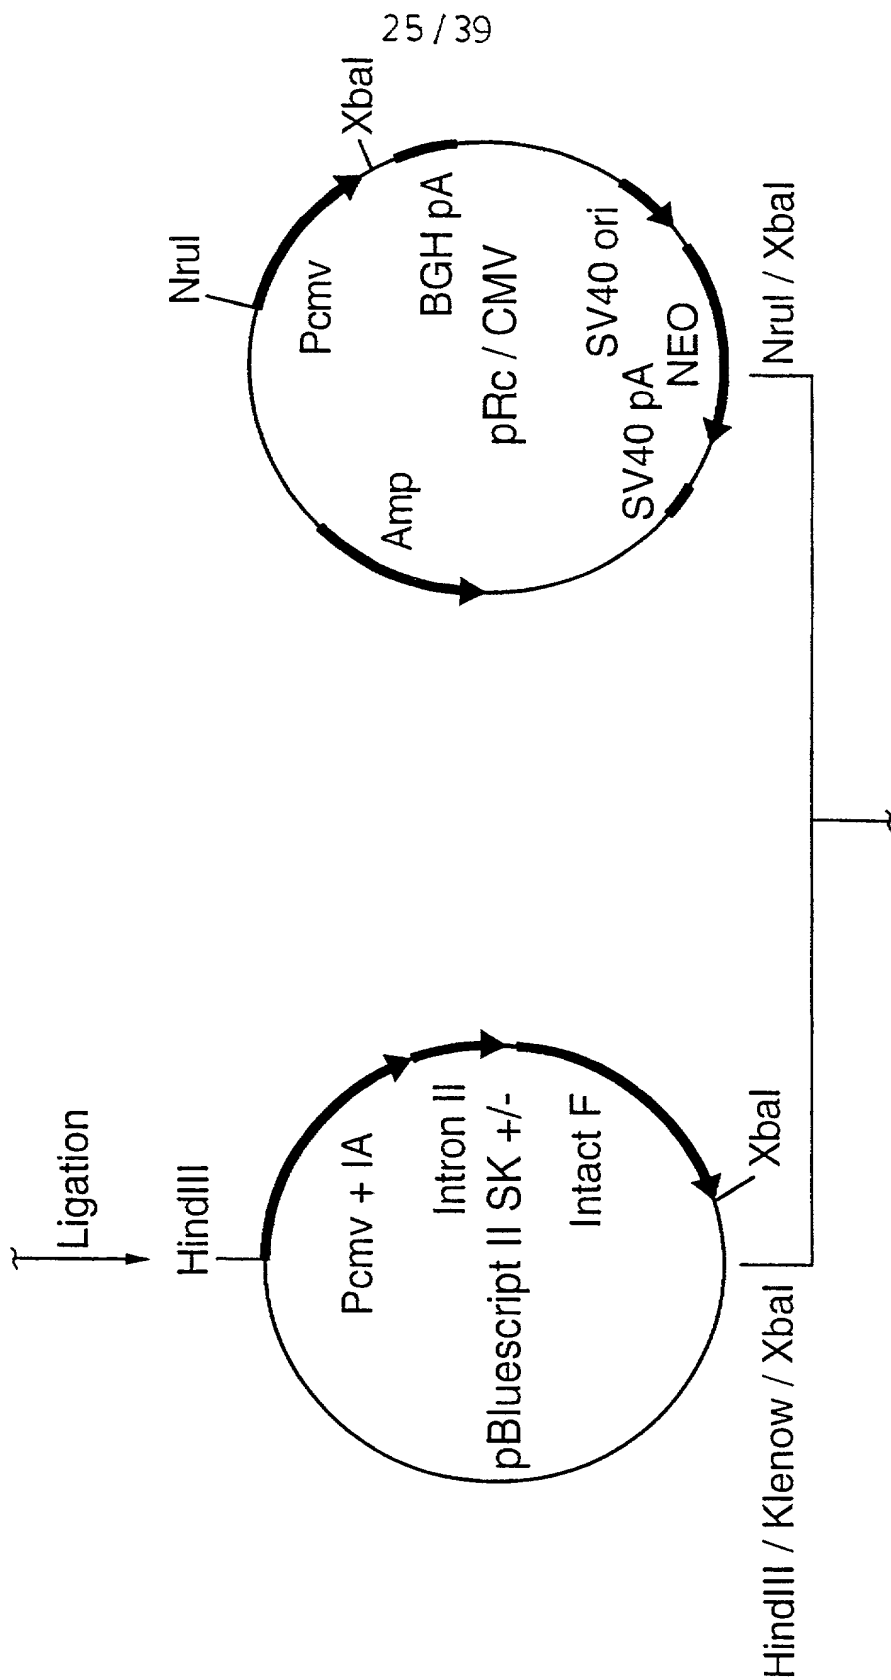 25/39
Ligation
HindIII
Pcmv + IA
Intron II
pBluescript II SK +/-
Intact F
XbaI
HindIII / Klenow / XbaI
NruI
XbaI
Pcmv
BGH pA
Amp
pRc / CMV
SV40 ori
SV40 pA
NEO
NruI / XbaI